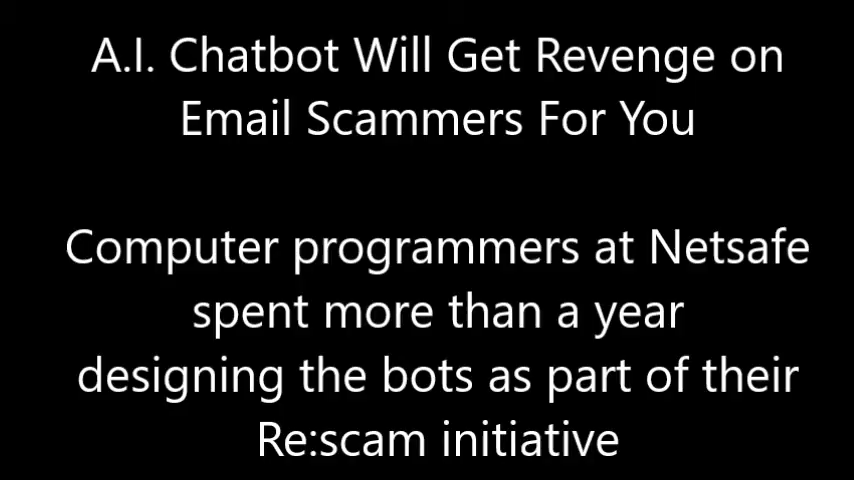 A.I. Chatbot Will Get Revenge on
Email Scammers For You
Computer programmers at Netsafe
spent more than a year
designing the bots as part of their
Re:scam initiative